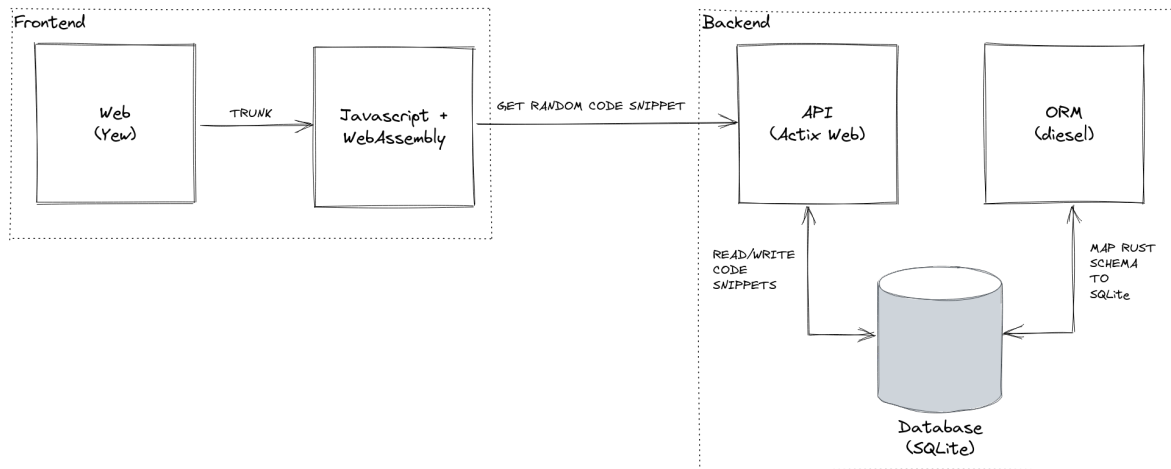 Frontend
Web
(Yew)
TRUNK
Javascript +
WebAssembly
GET RANDOM CODE SNIPPET
Backend
API
(Actix Web)
ORM
(diesel)
READ/WRITE
CODE
SNIPPETS
MAP RUST
SCHEMA
TO
SQLite
Database
(SQLite)